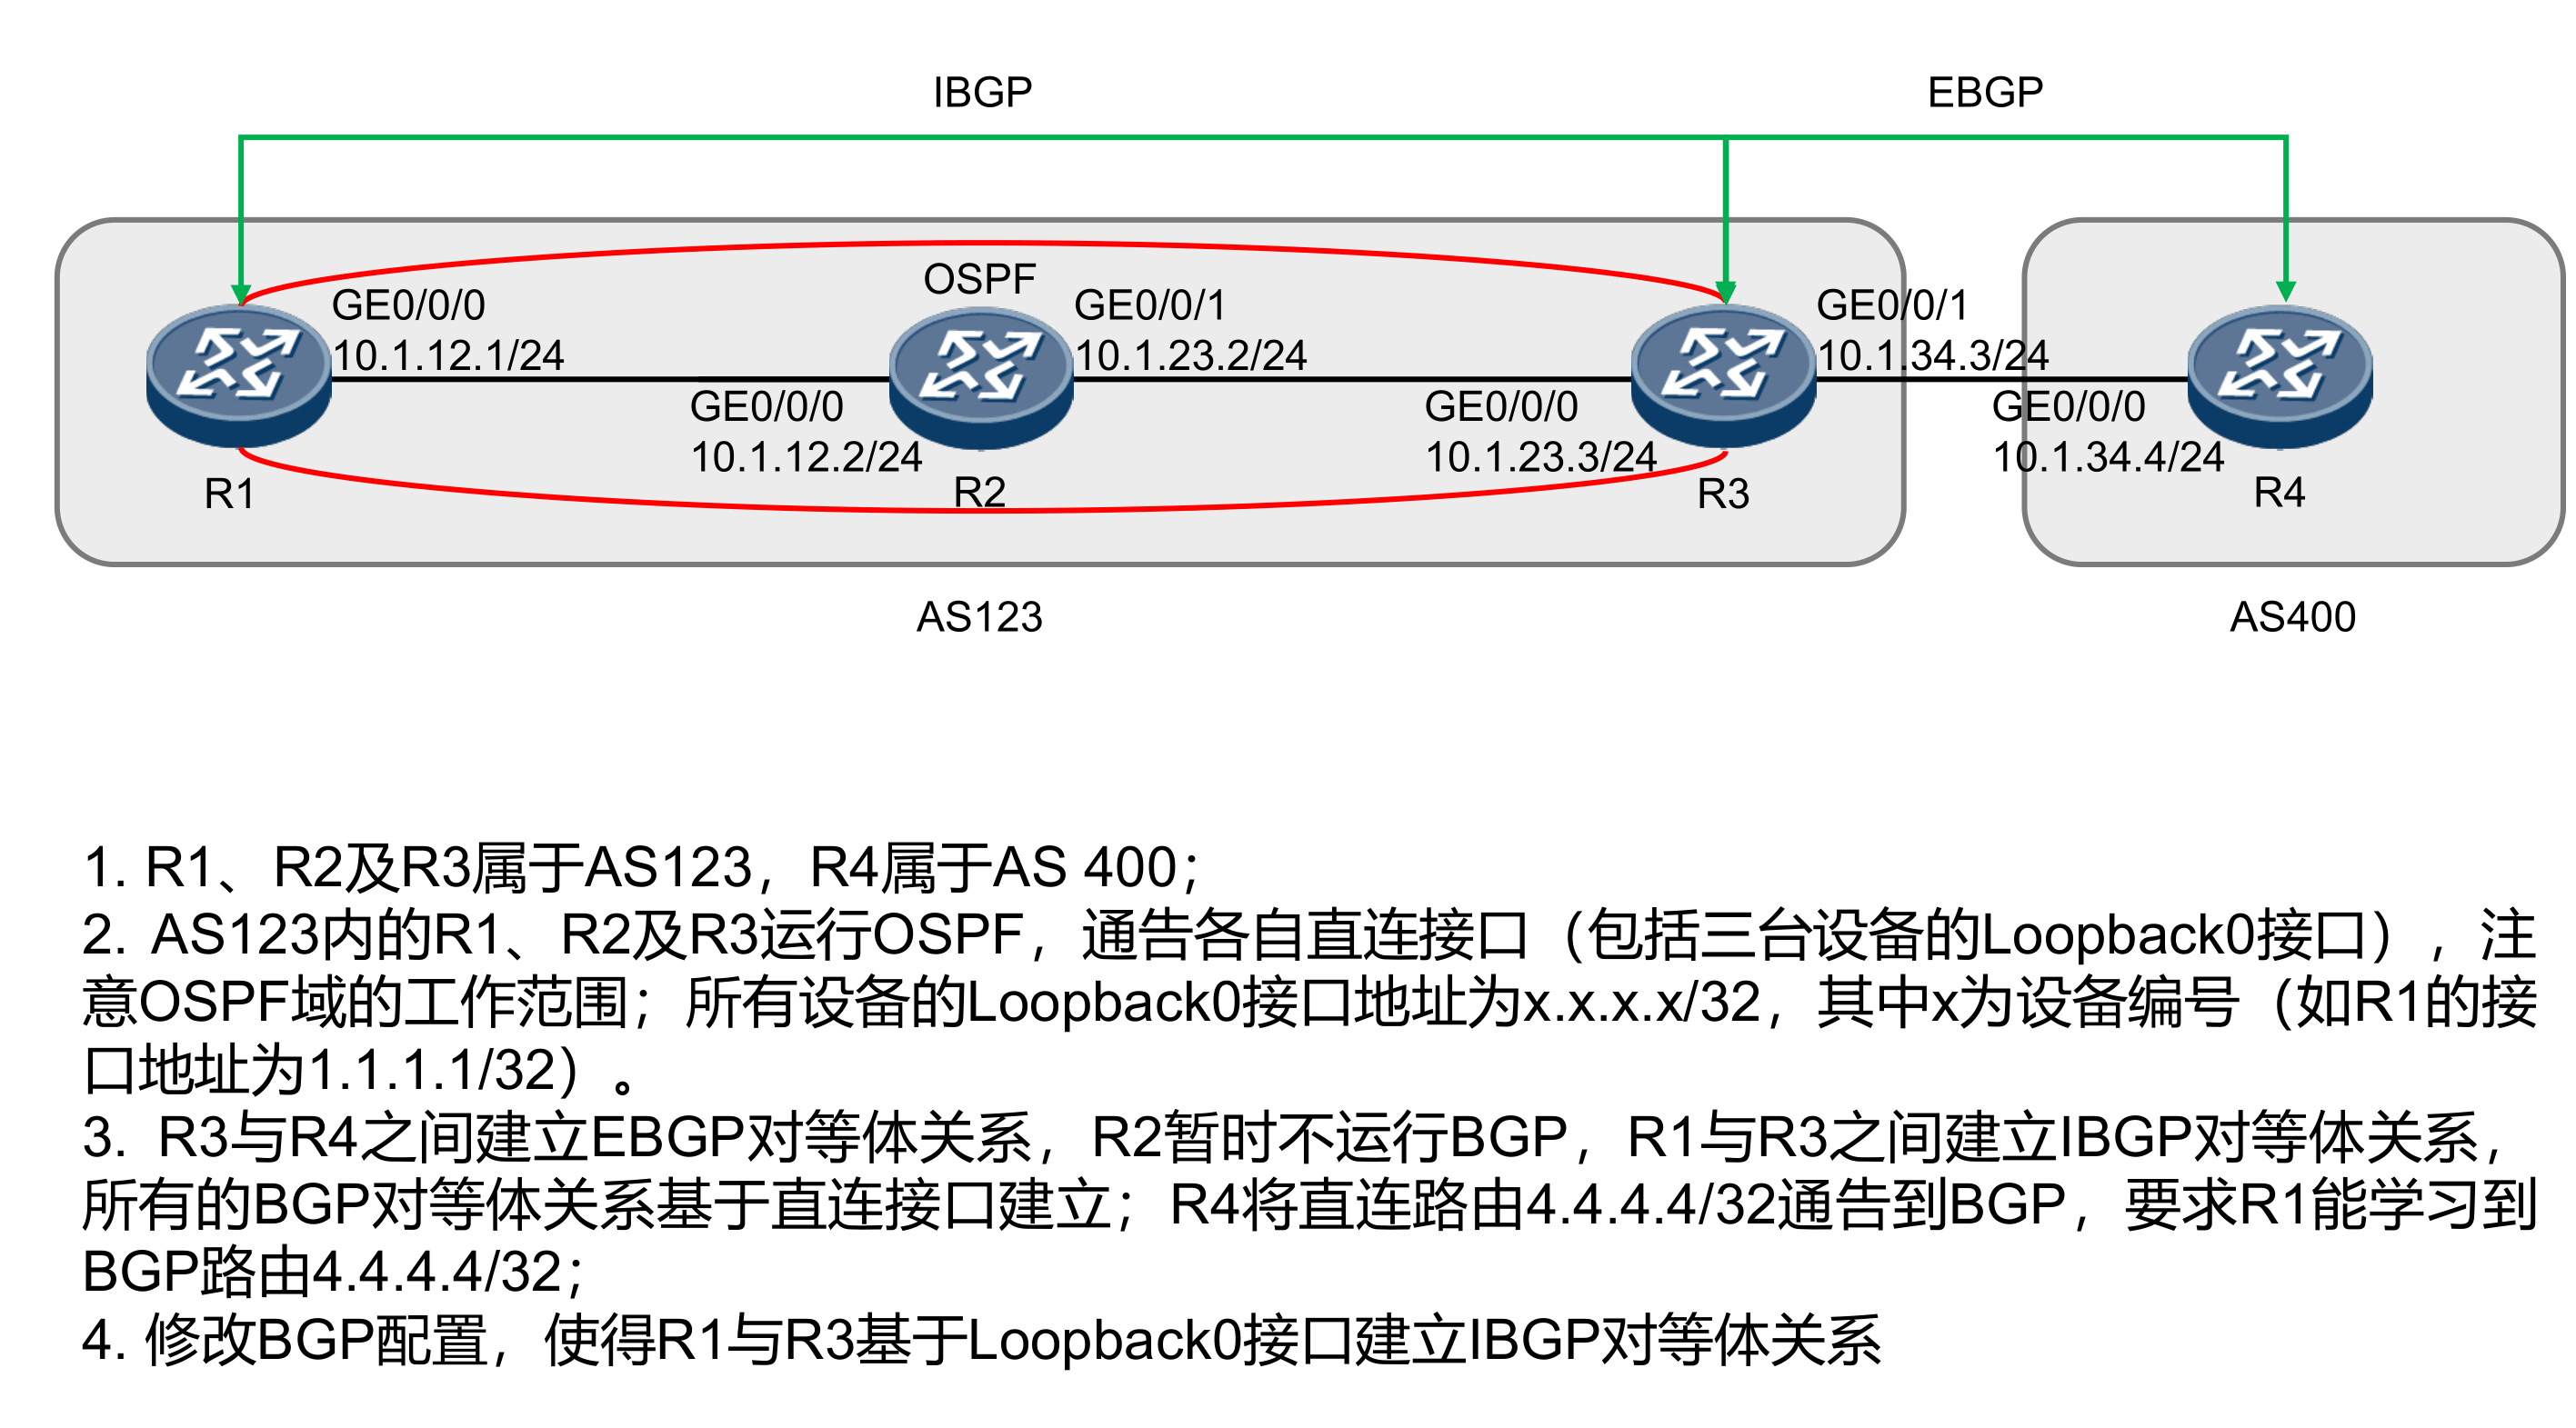 IBGP
EBGP
OSPF
GE0/0/0
10.1.12.1/24
GE0/0/1
10.1.23.2/24
GE0/0/1
10.1.34.3/24
GE0/0/0
10.1.12.2/24
GE0/0/0
10.1.23.3/24
GE0/0/0
10.1.34.4/24
R1
R2
R3
R4
AS123
AS400
1. R1、R2及R3属于AS123，R4属于AS 400；
2. AS123内的R1、R2及R3运行OSPF，通告各自直连接口（包括三台设备的Loopback0接口），注
意OSPF域的工作范围；所有设备的Loopback0接口地址为x.x.x.x/32，其中x为设备编号（如R1的接
口地址为1.1.1.1/32）。
3. R3与R4之间建立EBGP对等体关系，R2暂时不运行BGP，R1与R3之间建立IBGP对等体关系，
所有的BGP对等体关系基于直连接口建立；R4将直连路由4.4.4.4/32通告到BGP，要求R1能学习到
BGP路由4.4.4.4/32；
4. 修改BGP配置，使得R1与R3基于Loopback0接口建立IBGP对等体关系